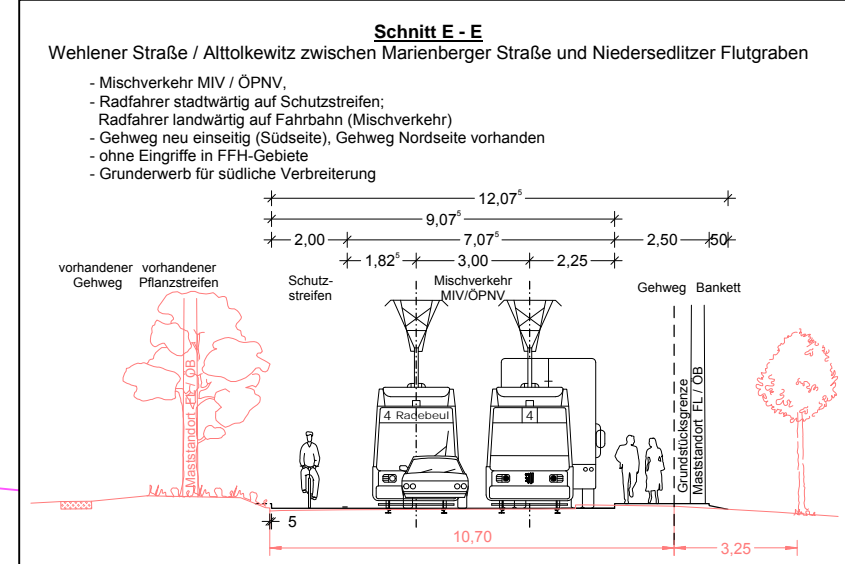 Schnitt E - E
Wehlener Straße / Alttolkewitz zwischen Marienberger Straße und Niedersedlitzer Flutgraben
- Mischverkehr MIV / ÖPNV,
- Radfahrer stadtwärtig auf Schutzstreifen;
Radfahrer landwärtig auf Fahrbahn (Mischverkehr)
- Gehweg neu einseitig (Südseite), Gehweg Nordseite vorhanden
- ohne Eingriffe in FFH-Gebiete
- Grunderwerb für südliche Verbreiterung
12,07⁵
9,07⁵
2,00 7,07⁵ 2,50 50
1,82⁵ 3,00 2,25
vorhandener Gehweg
vorhandener Pflanzstreifen
Schutz-
streifen
Mischverkehr
MIV/ÖPNV
Gehweg Bankett
Maststandort FL / ÖB
4 Radebeul
4
Grundstücksgrenze
Maststandort FL / ÖB
5
10,70
3,25